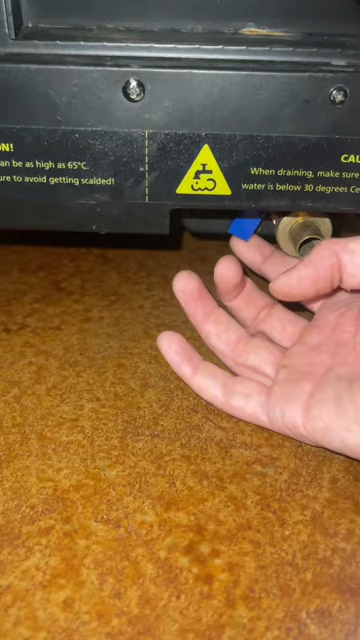 N!
an be as high as 65°C.
ure to avoid getting scalded!
CAU
When draining, make sure
water is below 30 degrees Ce